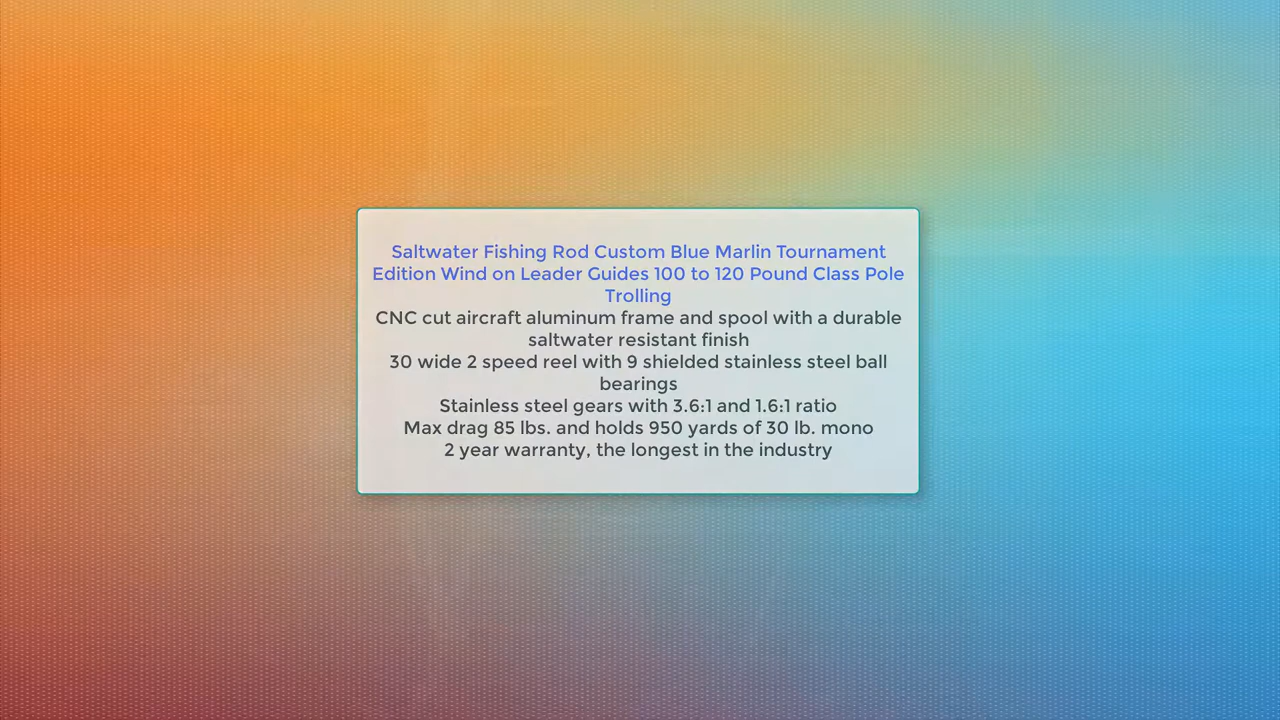 Saltwater Fishing Rod Custom Blue Marlin Tournament
Edition Wind on Leader Guides 100 to 120 Pound Class Pole
Trolling
CNC cut aircraft aluminum frame and spool with a durable
saltwater resistant finish
30 wide 2 speed reel with 9 shielded stainless steel ball
bearings
Stainless steel gears with 3.6:1 and 1.6:1 ratio
Max drag 85 lbs. and holds 950 yards of 30 lb. mono
2 year warranty, the longest in the industry